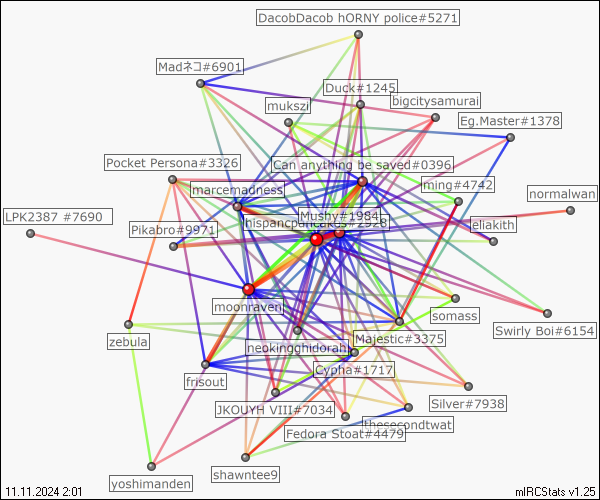 DacobDacob hORNY police#5271
Madネコ#6901
Duck#1245
mukszi
bigcitysamurai
Eg.Master#1378
Pocket Persona#3326
Can anything be saved#0396
marcemadness
ming#4742
normalwan
LPK2387 #7690
Mushy#1984
Pikabro#9971
hispancpancakes#2928
eliakith
moonraven
somass
Swirly Boi#6154
zebula
neokingghidorah
Majestic#3375
frisout
Cypha#1717
JKOUYH VIII#7034
Silver#7938
thesecondtwat
Fedora Stoat#4479
shawntee9
yoshimanden
11.11.2024 2:01
mIRCStats v1.25